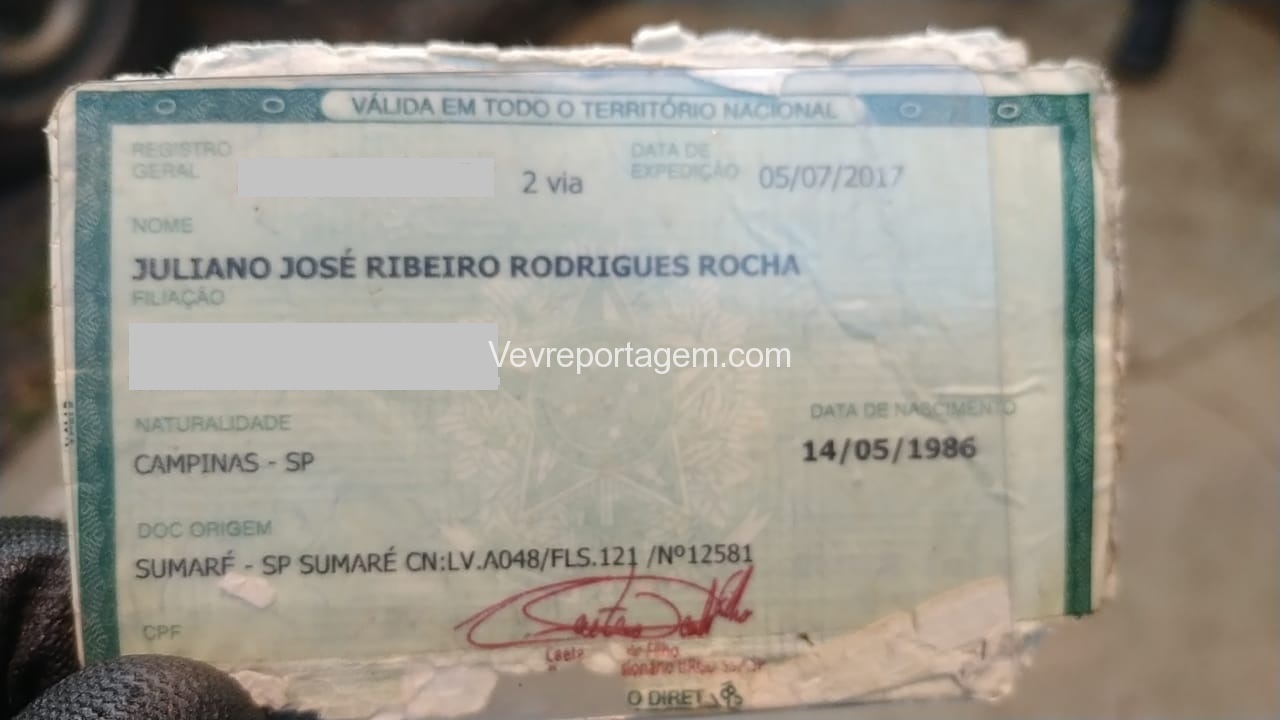 VÁLIDA EM TODO O TERRITÓRIO NACIONAL
REGISTRO
GERAL
2 via
DATA DE
EXPEDIÇÃO
05/07/2017
NOME
JULIANO JOSÉ RIBEIRO RODRIGUES ROCHA
FILIAÇÃO
Vevreportagem.com
NATURALIDADE
DATA DE NASCIMENTO
CAMPINAS - SP
14/05/1986
DOC ORIGEM
SUMARÉ - SP SUMARÉ CN:LV.A048/FLS.121 /Nº12581
CPF
O DIRET